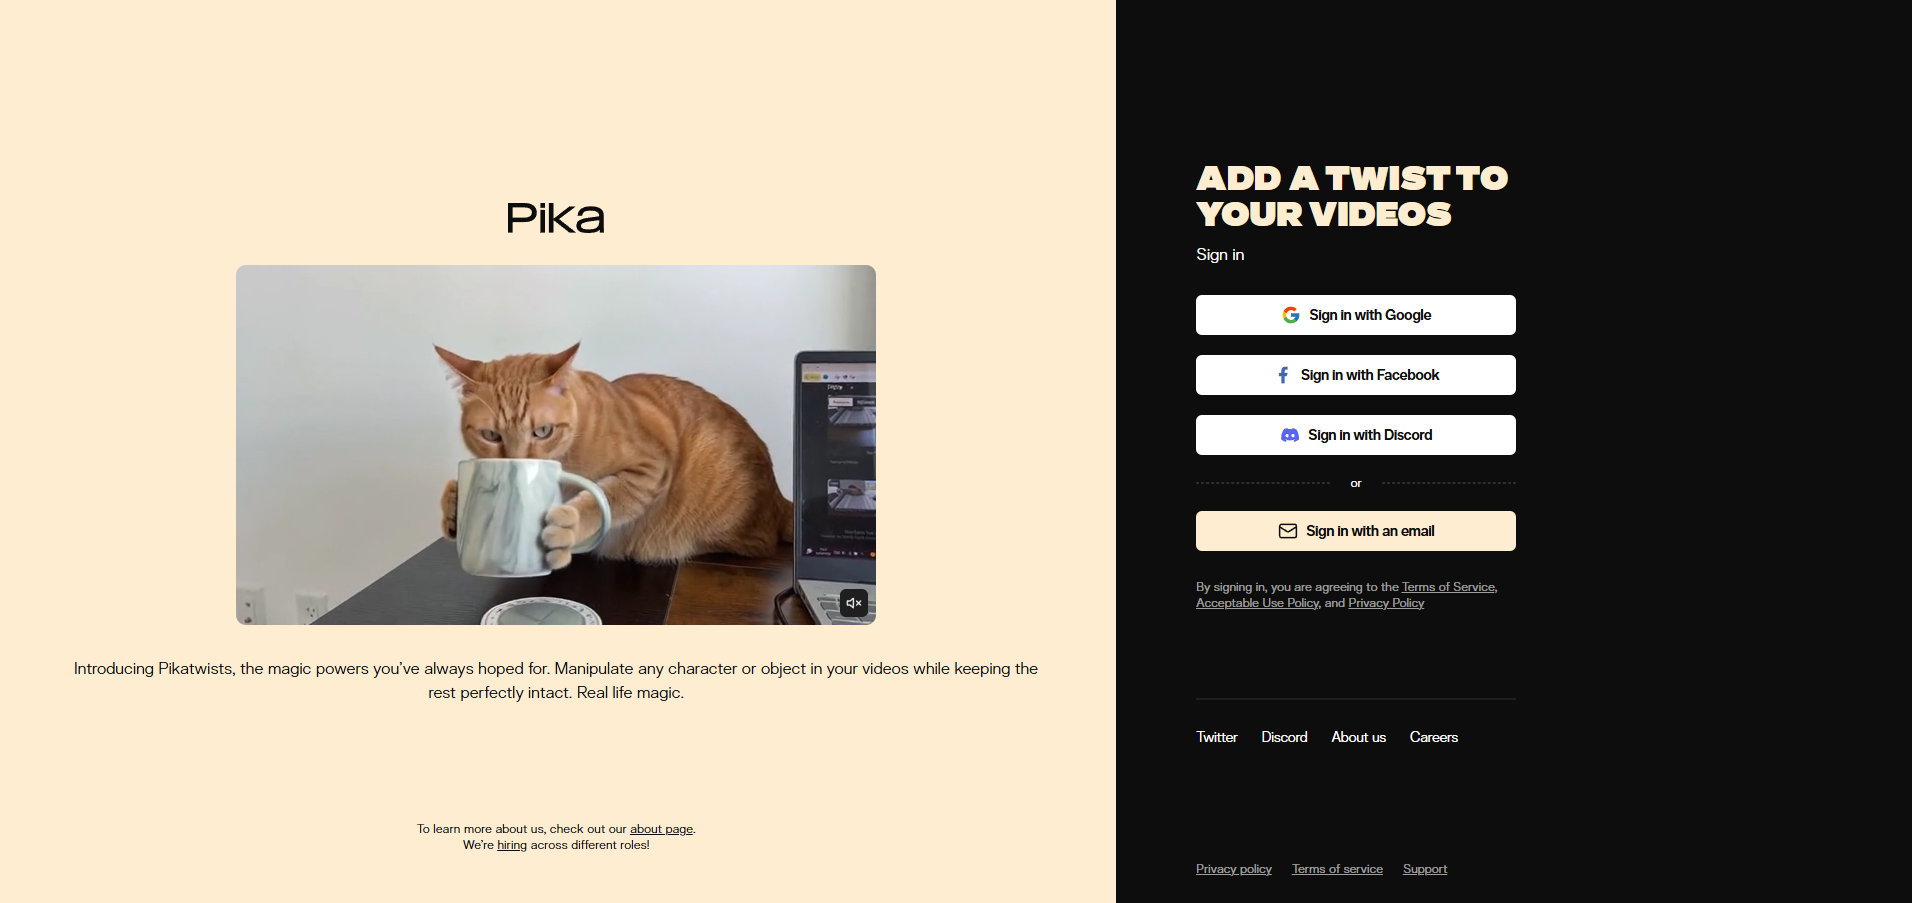 Pika
Introducing Pikatwists, the magic powers you've always hoped for. Manipulate any character or object in your videos while keeping the
rest perfectly intact. Real life magic.
To learn more about us, check out our about page.
We're hiring across different roles!
ADD A TWIST TO
YOUR VIDEOS
Sign in
Sign in with Google
Sign in with Facebook
Sign in with Discord
or
Sign in with an email
By signing in, you are agreeing to the Terms of Service,
Acceptable Use Policy, and Privacy Policy
Twitter Discord About us Careers
Privacy policy Terms of service Support